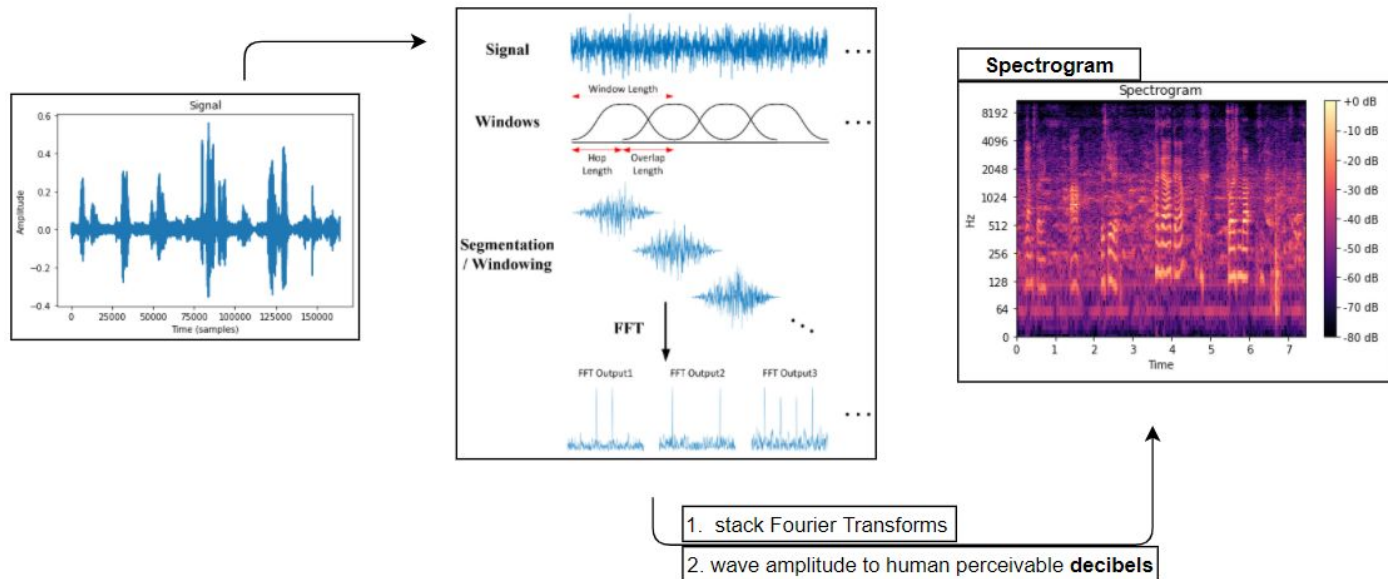 Signal
Amplitude
0.6
0.4
0.2
0.0
−0.2
−0.4
0 25000 50000 75000 100000 125000 150000
Time (samples)
Signal
Window Length
Windows
Hop Length
Overlap Length
Segmentation
/ Windowing
FFT
FFT Output1 FFT Output2 FFT Output3
Spectrogram
Spectrogram
Hz
8192
4096
2048
1024
512
256
128
64
0
0 1 2 3 4 5 6 7
Time
+0 dB
-10 dB
-20 dB
-30 dB
-40 dB
-50 dB
-60 dB
-70 dB
-80 dB
1. stack Fourier Transforms
2. wave amplitude to human perceivable decibels